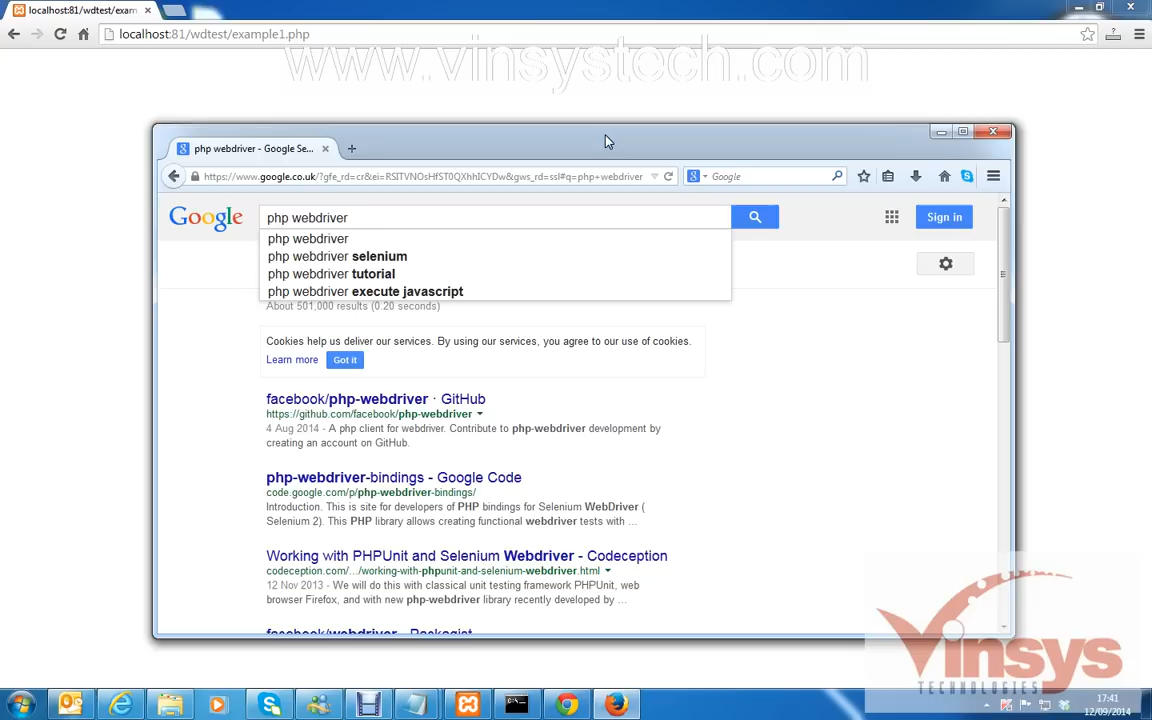 localhost:81/wdtest/exam
localhost:81/wdtest/example1.php
www.vinsystech.com
php webdriver - Google Se...
https://www.google.co.uk/?gfe_rd=cr&ei=RSITVNOsHfST0QXhhICYDw&gws_rd=ssl#q=php+webdriver
Google
Google
php webdriver
Sign in
php webdriver
php webdriver selenium
php webdriver tutorial
php webdriver execute javascript
About 501,000 results (0.20 seconds)
Cookies help us deliver our services. By using our services, you agree to our use of cookies.
Learn more Got it
facebook/php-webdriver · GitHub
https://github.com/facebook/php-webdriver
4 Aug 2014 - A php client for webdriver. Contribute to php-webdriver development by
creating an account on GitHub.
php-webdriver-bindings - Google Code
code.google.com/p/php-webdriver-bindings/
Introduction. This is site for developers of PHP bindings for Selenium WebDriver (
Selenium 2). This PHP library allows creating functional webdriver tests with ...
Working with PHPUnit and Selenium Webdriver - Codeception
codeception.com/.../working-with-phpunit-and-selenium-webdriver.html
12 Nov 2013 - We will do this with classical unit testing framework PHPUnit, web
browser Firefox, and with new php-webdriver library recently developed by ...
facebook/webdriver - Packagist
Vinsys
TECHNOLOGIES
17:41
12/09/2014